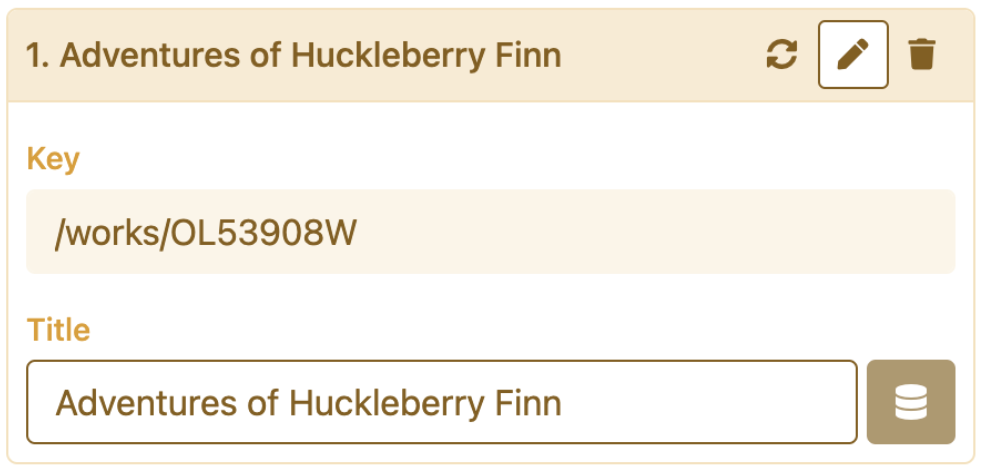 1. Adventures of Huckleberry Finn
Key
/works/OL53908W
Title
Adventures of Huckleberry Finn